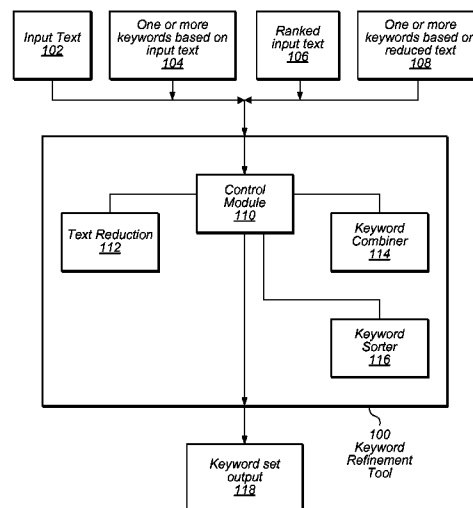 Input Text
102
One or more
keywords based on
input text
104
Ranked
input text
106
One or more
keywords based on
reduced text
108
Control
Module
110
Text Reduction
112
Keyword
Combiner
114
Keyword
Sorter
116
100
Keyword
Refinement
Tool
Keyword set
output
118